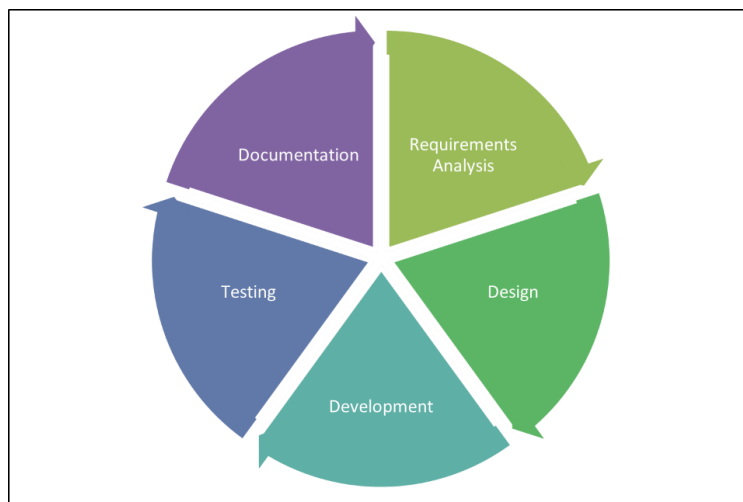 Documentation
Requirements
Analysis
Testing
Design
Development